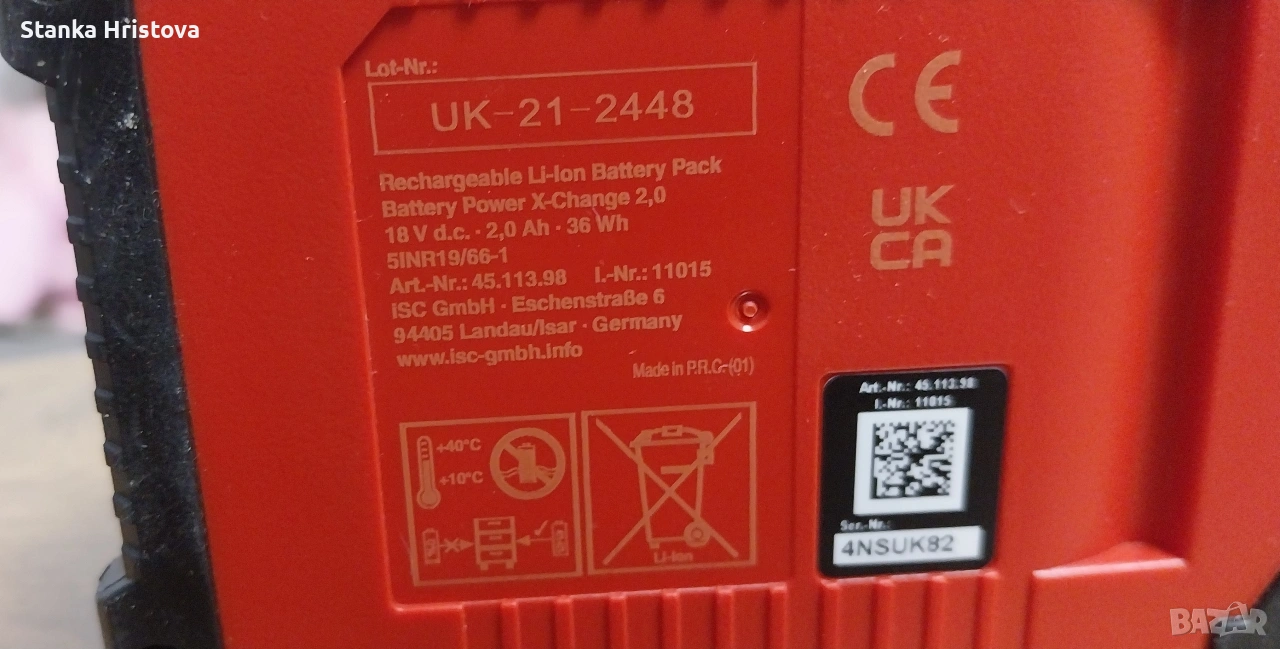 Stanka Hristova
Lot-Nr.:
UK-21-2448
Rechargeable Li-Ion Battery Pack
Battery Power X-Change 2,0
18 V d.c. · 2,0 Ah · 36 Wh
5INR19/66-1
Art.-Nr.: 45.113.98 I.-Nr.: 11015
iSC GmbH · Eschenstraße 6
94405 Landau/Isar · Germany
www.isc-gmbh.info
Made in P.R.C.-(01)
CE
UK
CA
+40°C
+10°C
Li-Ion
Art.-Nr.: 45.113.98
I.-Nr.: 11015
Ser.-Nr.:
4NSUK82
BAZAR